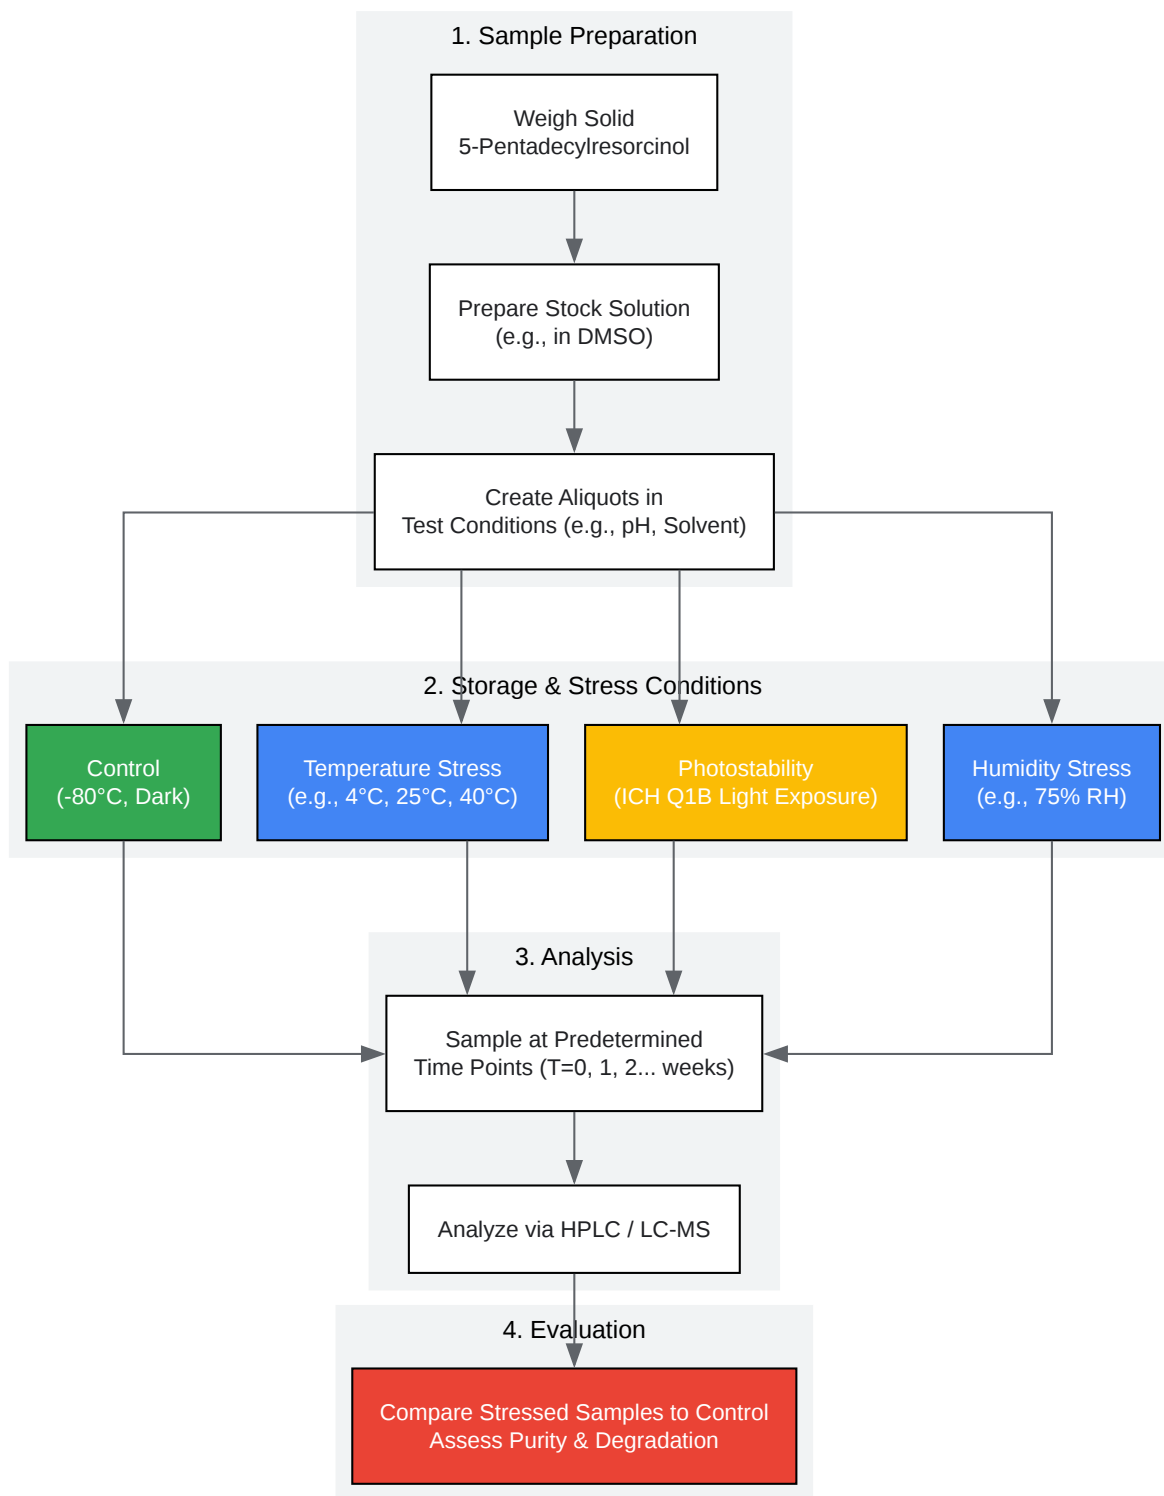 1. Sample Preparation
Weigh Solid
5-Pentadecylresorcinol
Prepare Stock Solution
(e.g., in DMSO)
Create Aliquots in
Test Conditions (e.g., pH, Solvent)
2. Storage & Stress Conditions
Control
(-80°C, Dark)
Temperature Stress
(e.g., 4°C, 25°C, 40°C)
Photostability
(ICH Q1B Light Exposure)
Humidity Stress
(e.g., 75% RH)
3. Analysis
Sample at Predetermined
Time Points (T=0, 1, 2... weeks)
Analyze via HPLC / LC-MS
4. Evaluation
Compare Stressed Samples to Control
Assess Purity & Degradation